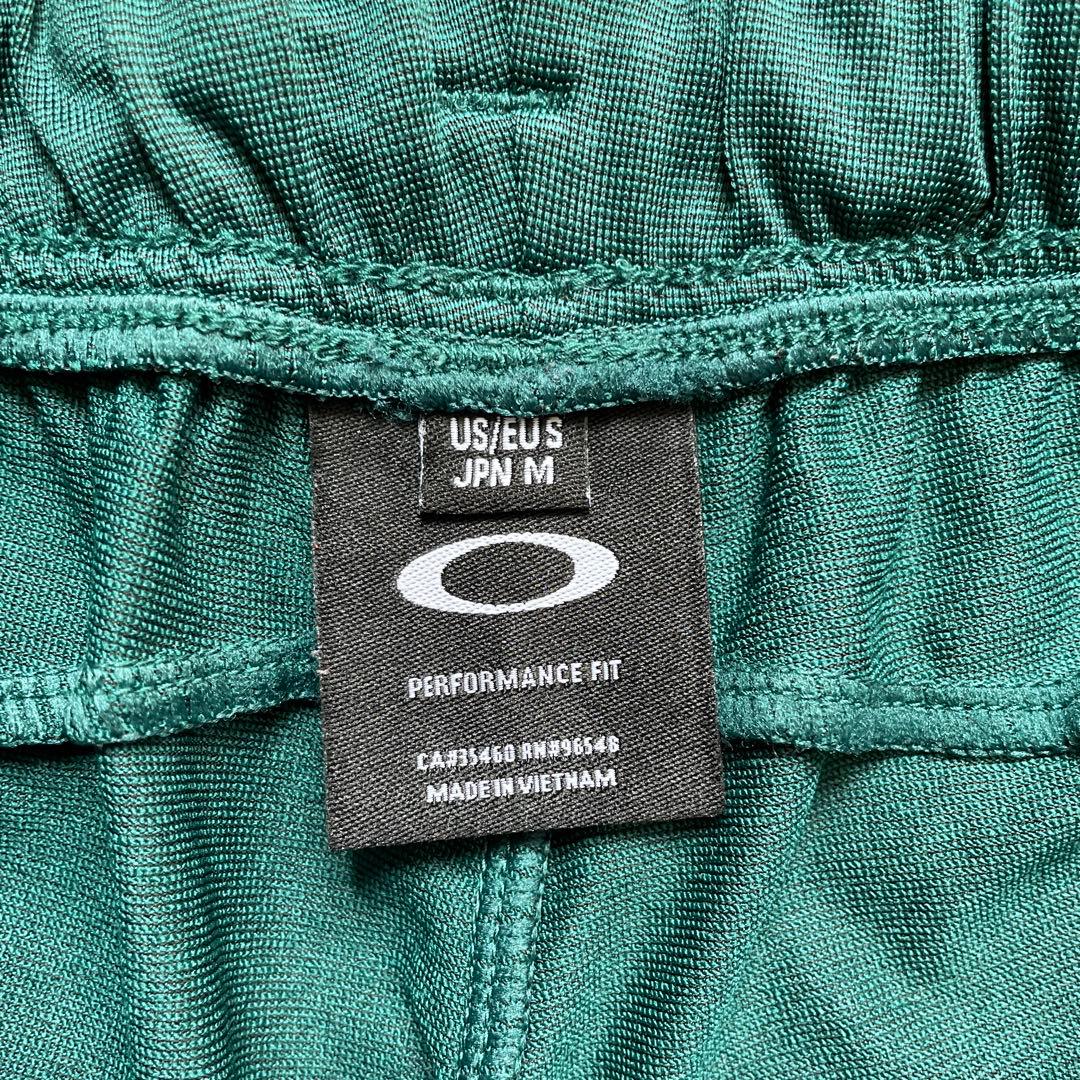 US/EU S
JPN M
PERFORMANCE FIT
CA#35460 RN#96548
MADE IN VIETNAM